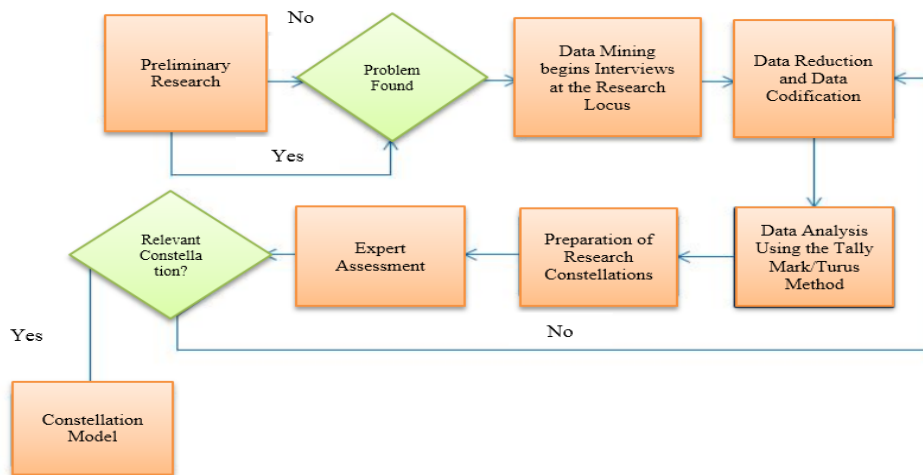 No
Preliminary
Research
Problem
Found
Data Mining
begins Interviews
at the Research
Locus
Data Reduction
and Data
Codification
Yes
Relevant
Constella
tion?
Expert
Assessment
Preparation of
Research
Constellations
Data Analysis
Using the Tally
Mark/Turus
Method
Yes
No
Constellation
Model